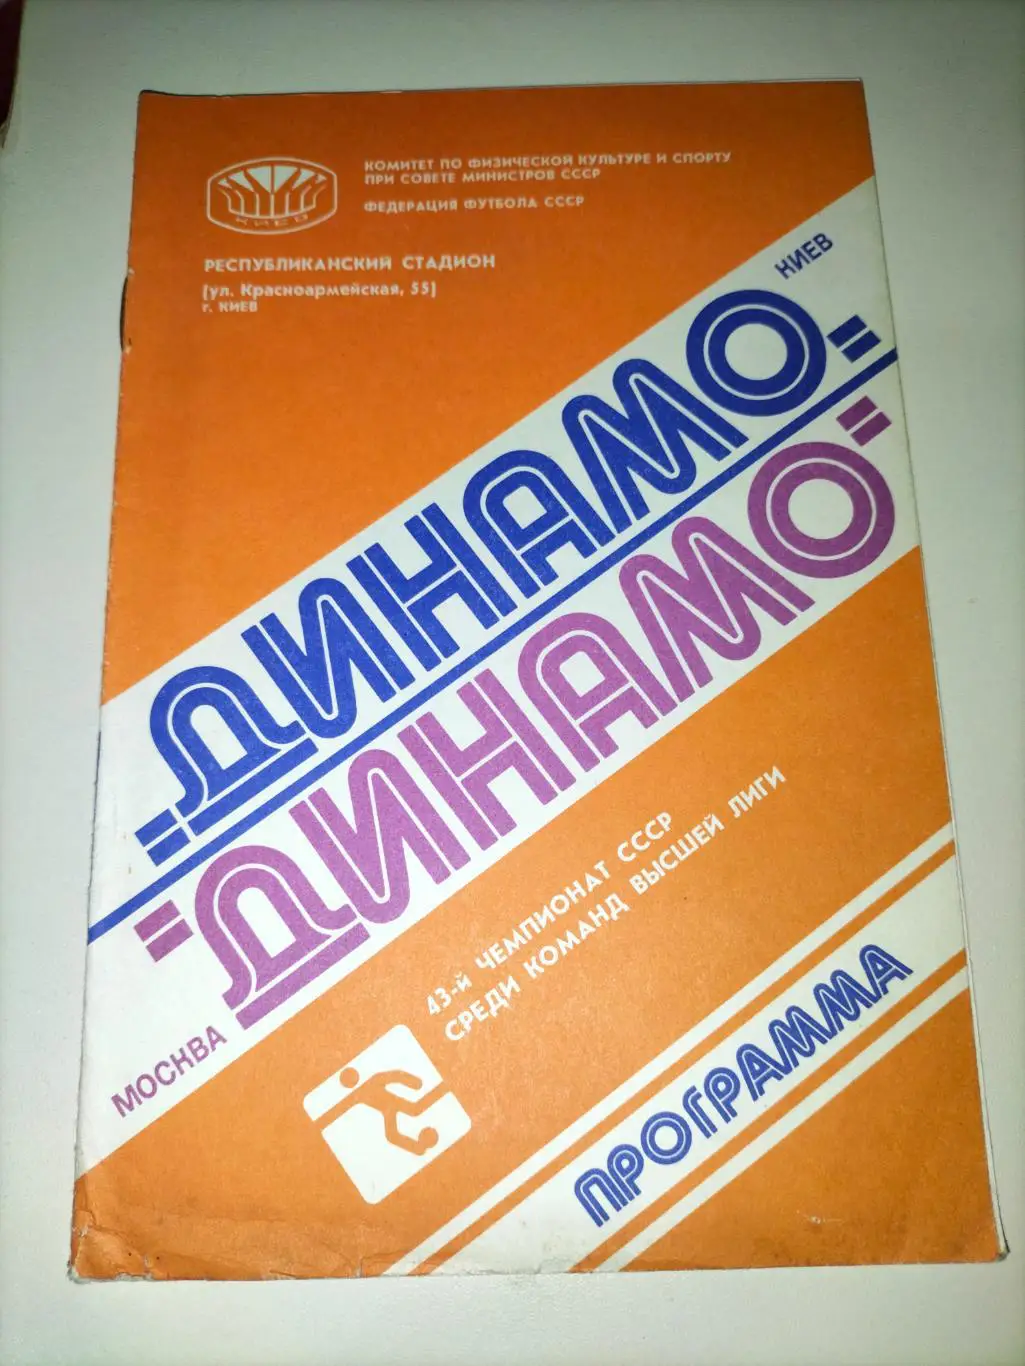 КИЕВ
КОМИТЕТ ПО ФИЗИЧЕСКОЙ КУЛЬТУРЕ И СПОРТУ
ПРИ СОВЕТЕ МИНИСТРОВ СССР
ФЕДЕРАЦИЯ ФУТБОЛА СССР
РЕСПУБЛИКАНСКИЙ СТАДИОН
(ул. Красноармейская, 55)
г. КИЕВ
КИЕВ
„ДИНАМО„
"ДИНАМО"
МОСКВА
43-й ЧЕМПИОНАТ СССР
СРЕДИ КОМАНД ВЫСШЕЙ ЛИГИ
ПРОГРАММА